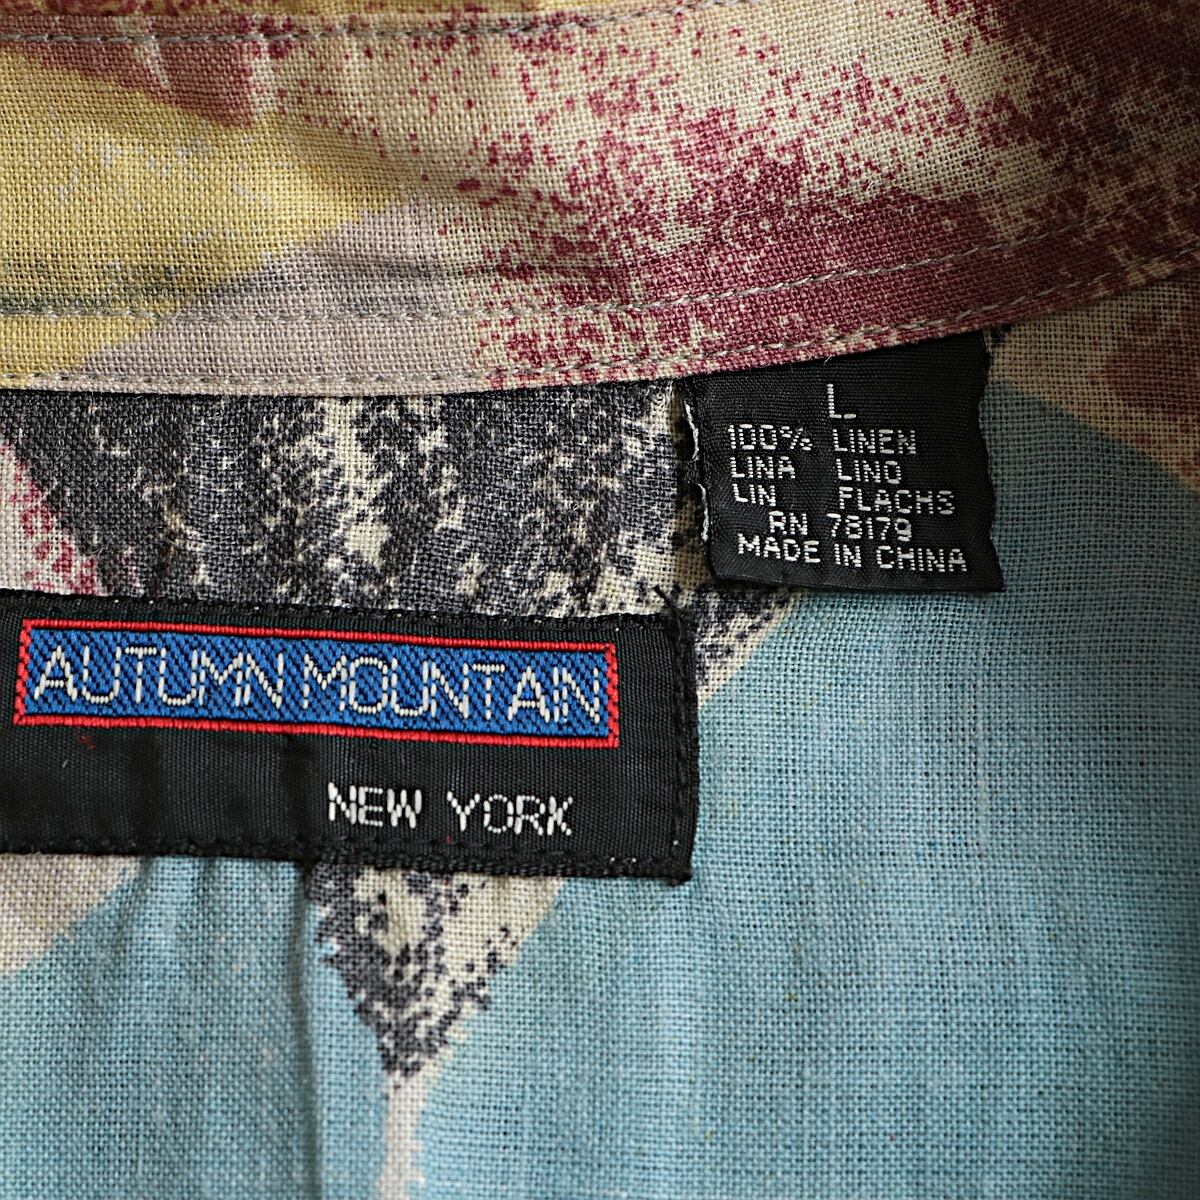 L
100% LINEN
LINA LINO
LIN FLACHS
RN 78179
MADE IN CHINA
AUTUMN MOUNTAIN
NEW YORK